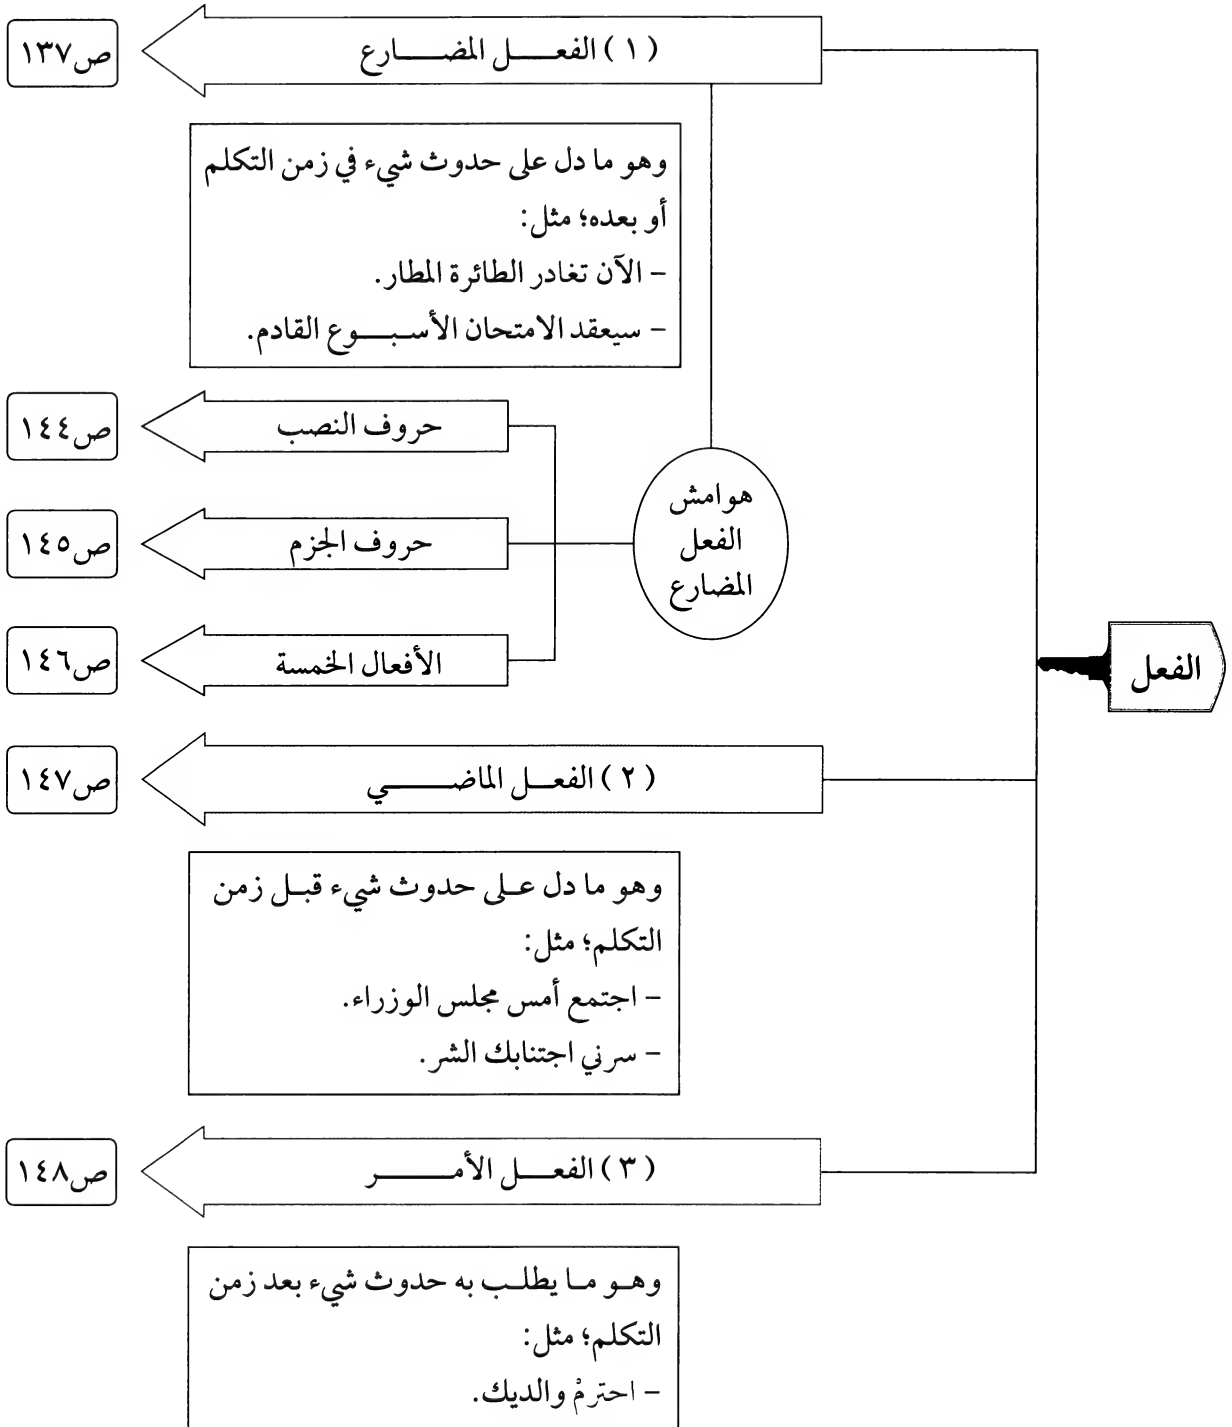 الفعل
( ١ ) الفعل المضارع
ص١٣٧
وهو ما دل على حدوث شيء في زمن التكلم
أو بعده؛ مثل:
– الآن تغادر الطائرة المطار.
– سيعقد الامتحان الأسبوع القادم.
هوامش
الفعل
المضارع
حروف النصب
ص١٤٤
حروف الجزم
ص١٤٥
الأفعال الخمسة
ص١٤٦
( ٢ ) الفعل الماضي
ص١٤٧
وهو ما دل على حدوث شيء قبل زمن
التكلم؛ مثل:
– اجتمع أمس مجلس الوزراء.
– سرني اجتنابك الشر.
( ٣ ) الفعل الأمر
ص١٤٨
وهو ما يطلب به حدوث شيء بعد زمن
التكلم؛ مثل:
– احترمْ والديك.